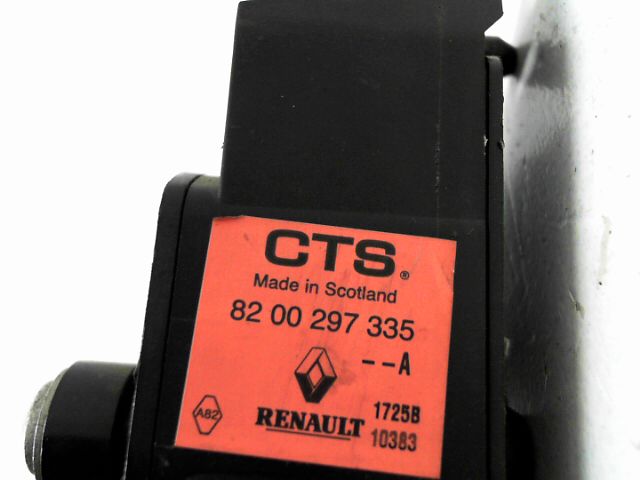 CTS®
Made in Scotland
82 00 297 335
--A
A82
RENAULT
1725B
10383